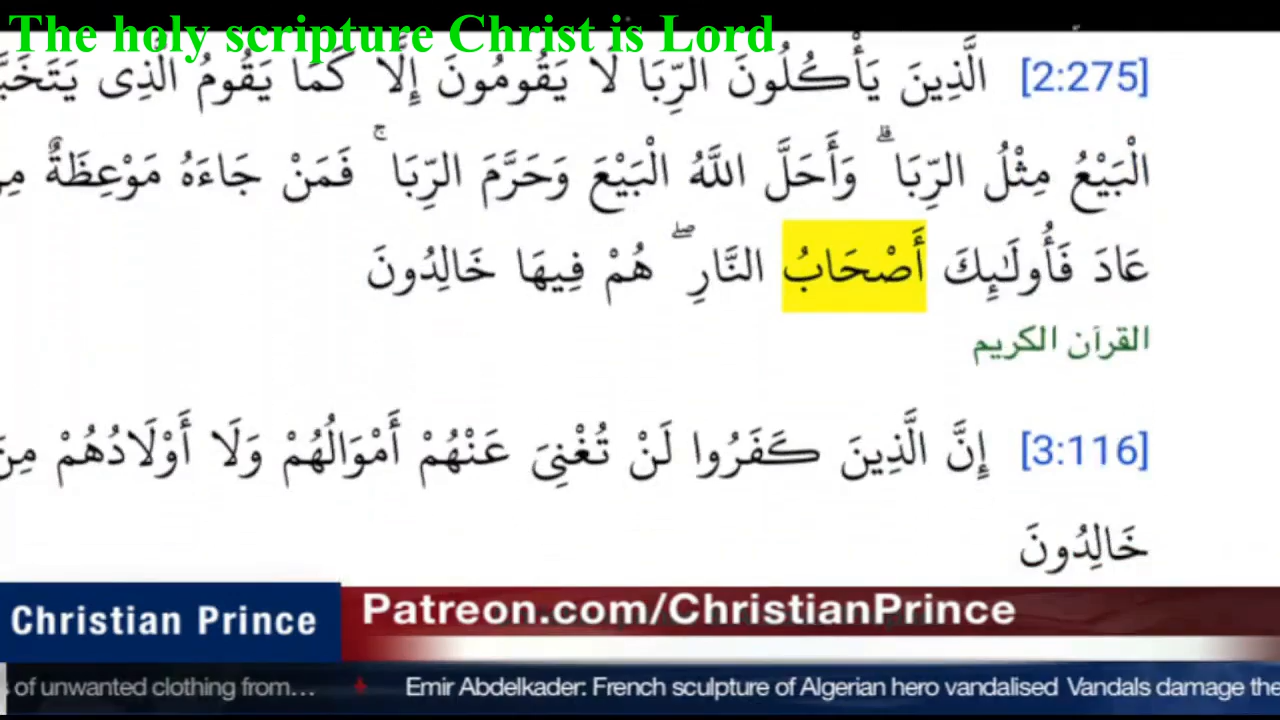 The holy scripture Christ is Lord
[2:275] الَّذِينَ يَأْكُلُونَ الرِّبَا لَا يَقُومُونَ إِلَّا كَمَا يَقُومُ الَّذِى
الْبَيْعُ مِثْلُ الرِّبَا ۗ وَأَحَلَّ اللَّهُ الْبَيْعَ وَحَرَّمَ الرِّبَا ۚ فَمَنْ جَاءَهُ مَوْعِظَةٌ
عَادَ فَأُولَٰئِكَ أَصْحَابُ النَّارِ ۖ هُمْ فِيهَا خَالِدُونَ
القرآن الكريم
[3:116] إِنَّ الَّذِينَ كَفَرُوا لَنْ تُغْنِىَ عَنْهُمْ أَمْوَالُهُمْ وَلَا أَوْلَادُهُمْ مِنَ
خَالِدُونَ
Christian Prince
Patreon.com/ChristianPrince
of unwanted clothing from... Emir Abdelkader: French sculpture of Algerian hero vandalised Vandals damage the